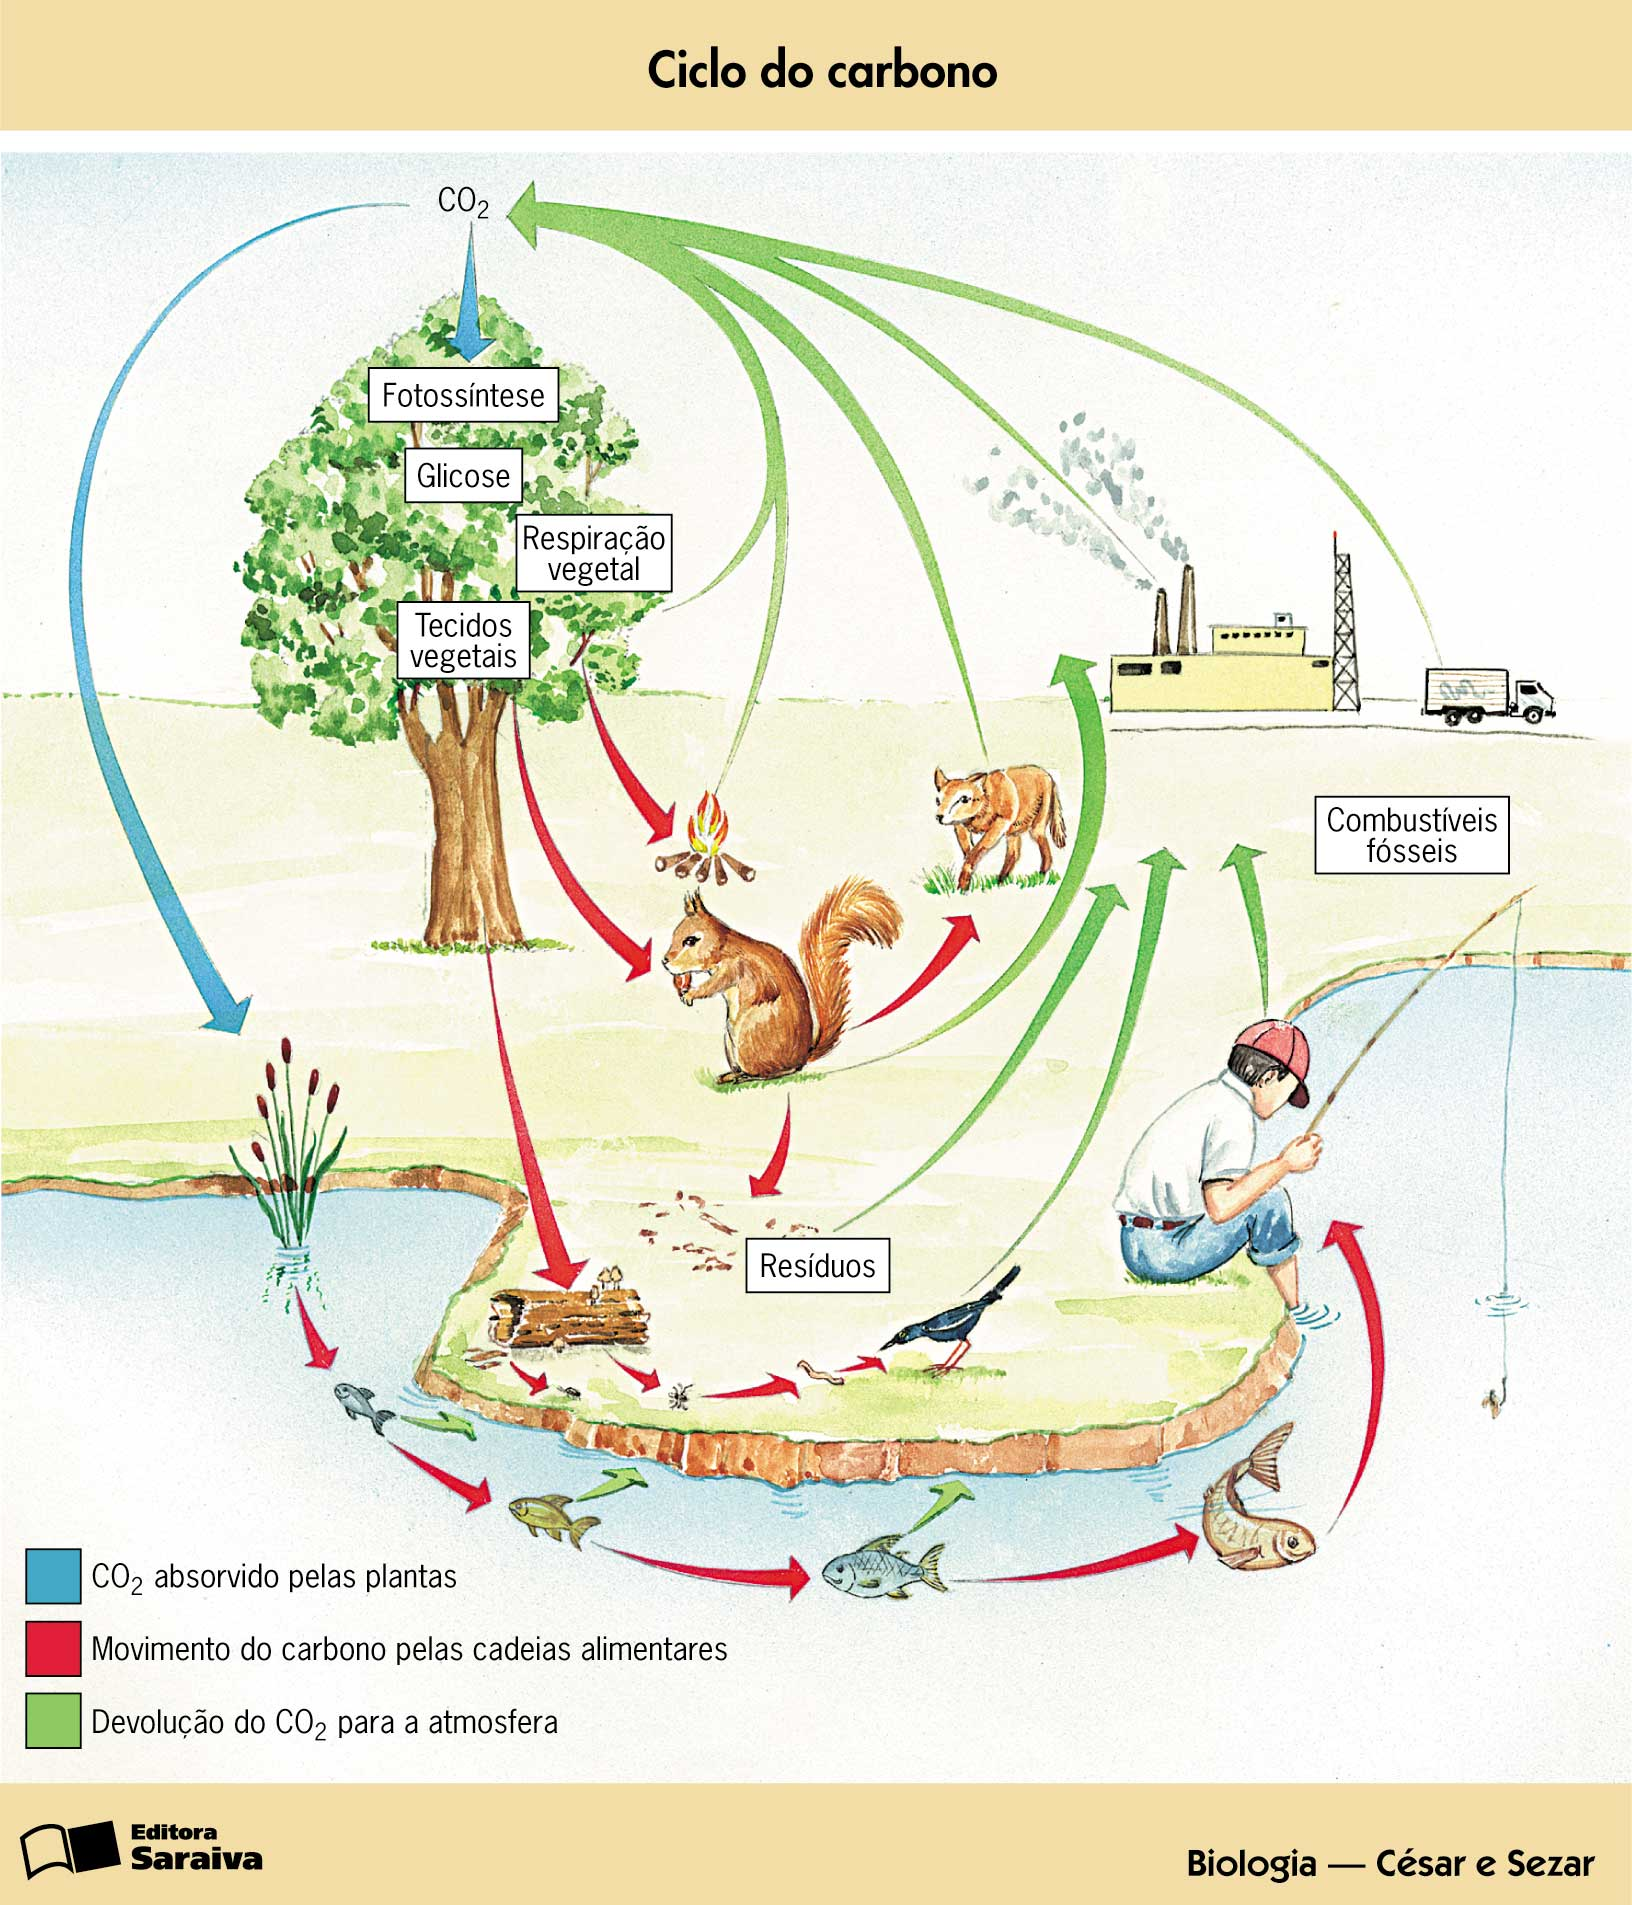 Ciclo do carbono
CO₂
Fotossíntese
Glicose
Respiração
vegetal
Tecidos
vegetais
Combustíveis
fósseis
Resíduos
CO₂ absorvido pelas plantas
Movimento do carbono pelas cadeias alimentares
Devolução do CO₂ para a atmosfera
Editora
Saraiva
Biologia — César e Sezar